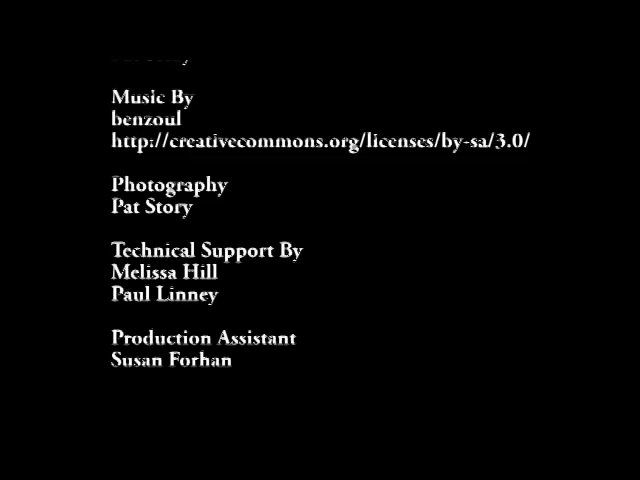 Music By
benzoul
http://creativecommons.org/licenses/by-sa/3.0/
Photography
Pat Story
Technical Support By
Melissa Hill
Paul Linney
Production Assistant
Susan Forhan